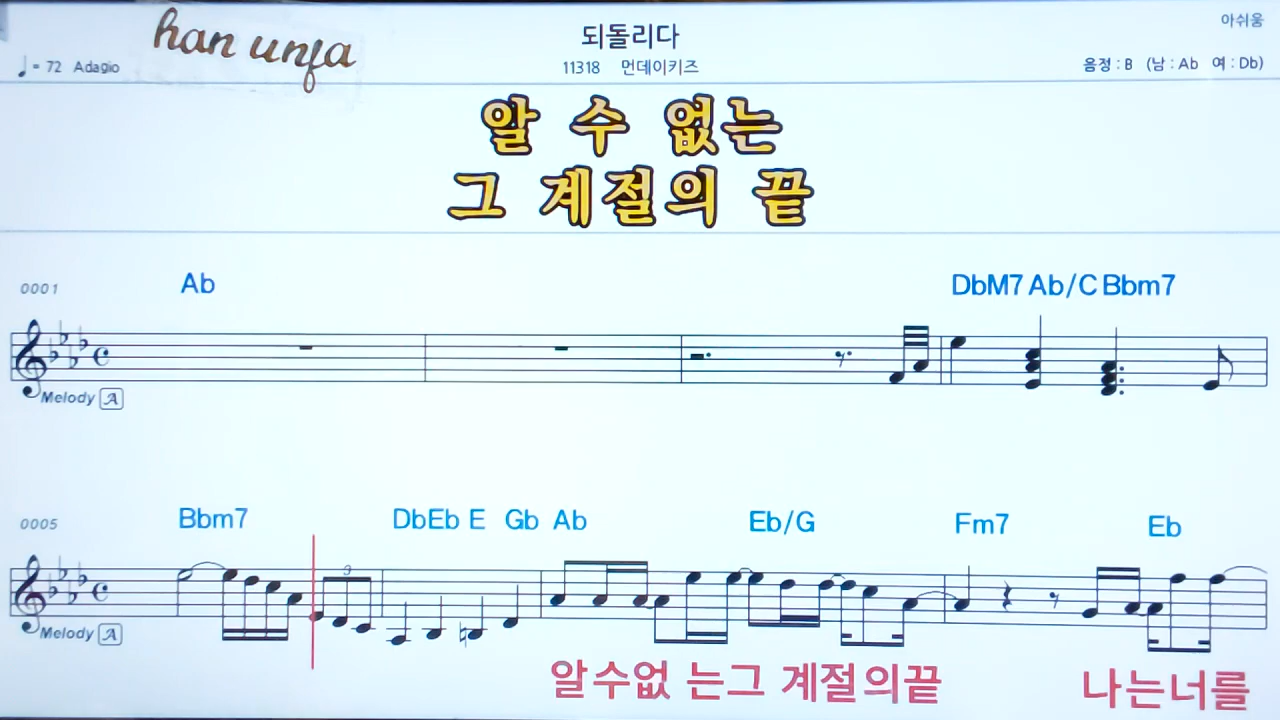 han unfa
되돌리다
아쉬움
♩= 72 Adagio
11318 먼데이키즈
음정 : B (남 : Ab 여 : Db)
알 수 없는
그 계절의 끝
0001 Ab DbM7 Ab/C Bbm7
Melody A
0005 Bbm7 DbEb E Gb Ab Eb/G Fm7 Eb
3
Melody A
알수없 는그 계절의끝 나는너를